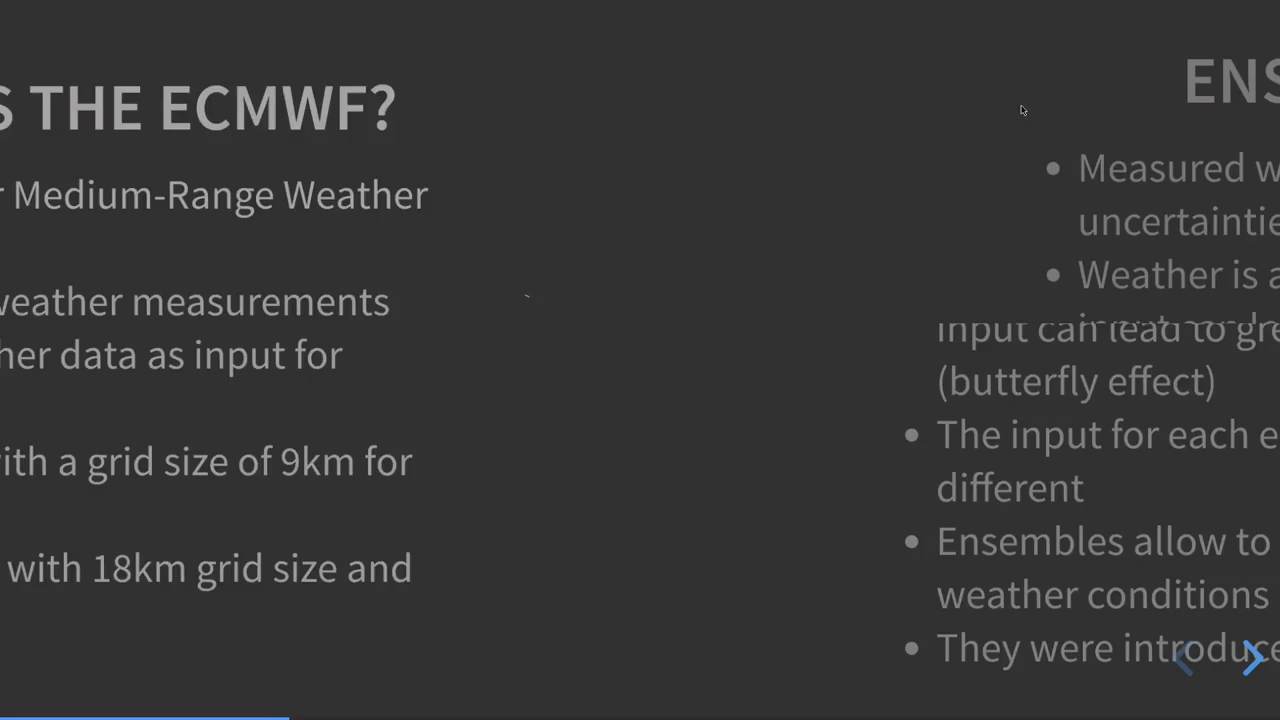 S THE ECMWF?
r Medium-Range Weather
weather measurements
her data as input for
ith a grid size of 9km for
with 18km grid size and
ENS
Measured w
uncertaintie
Weather is a
input can lead to gre
(butterfly effect)
The input for each e
different
Ensembles allow to
weather conditions
They were introduce